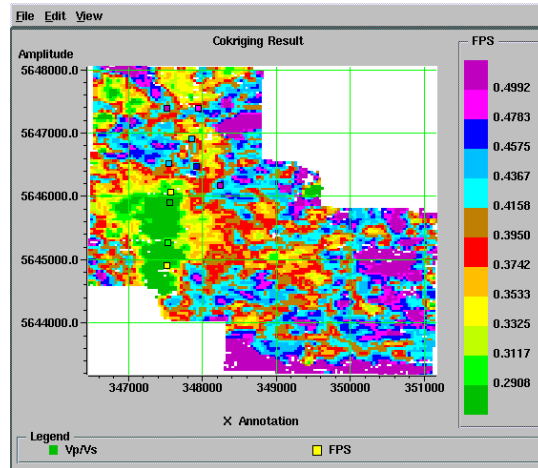 File Edit View
Cokriging Result
FPS
Amplitude
5648000.0
5647000.0
5646000.0
5645000.0
5644000.0
0.4992
0.4783
0.4575
0.4367
0.4158
0.3950
0.3742
0.3533
0.3325
0.3117
0.2908
347000 348000 349000 350000 351000
X Annotation
Legend
Vp/Vs FPS